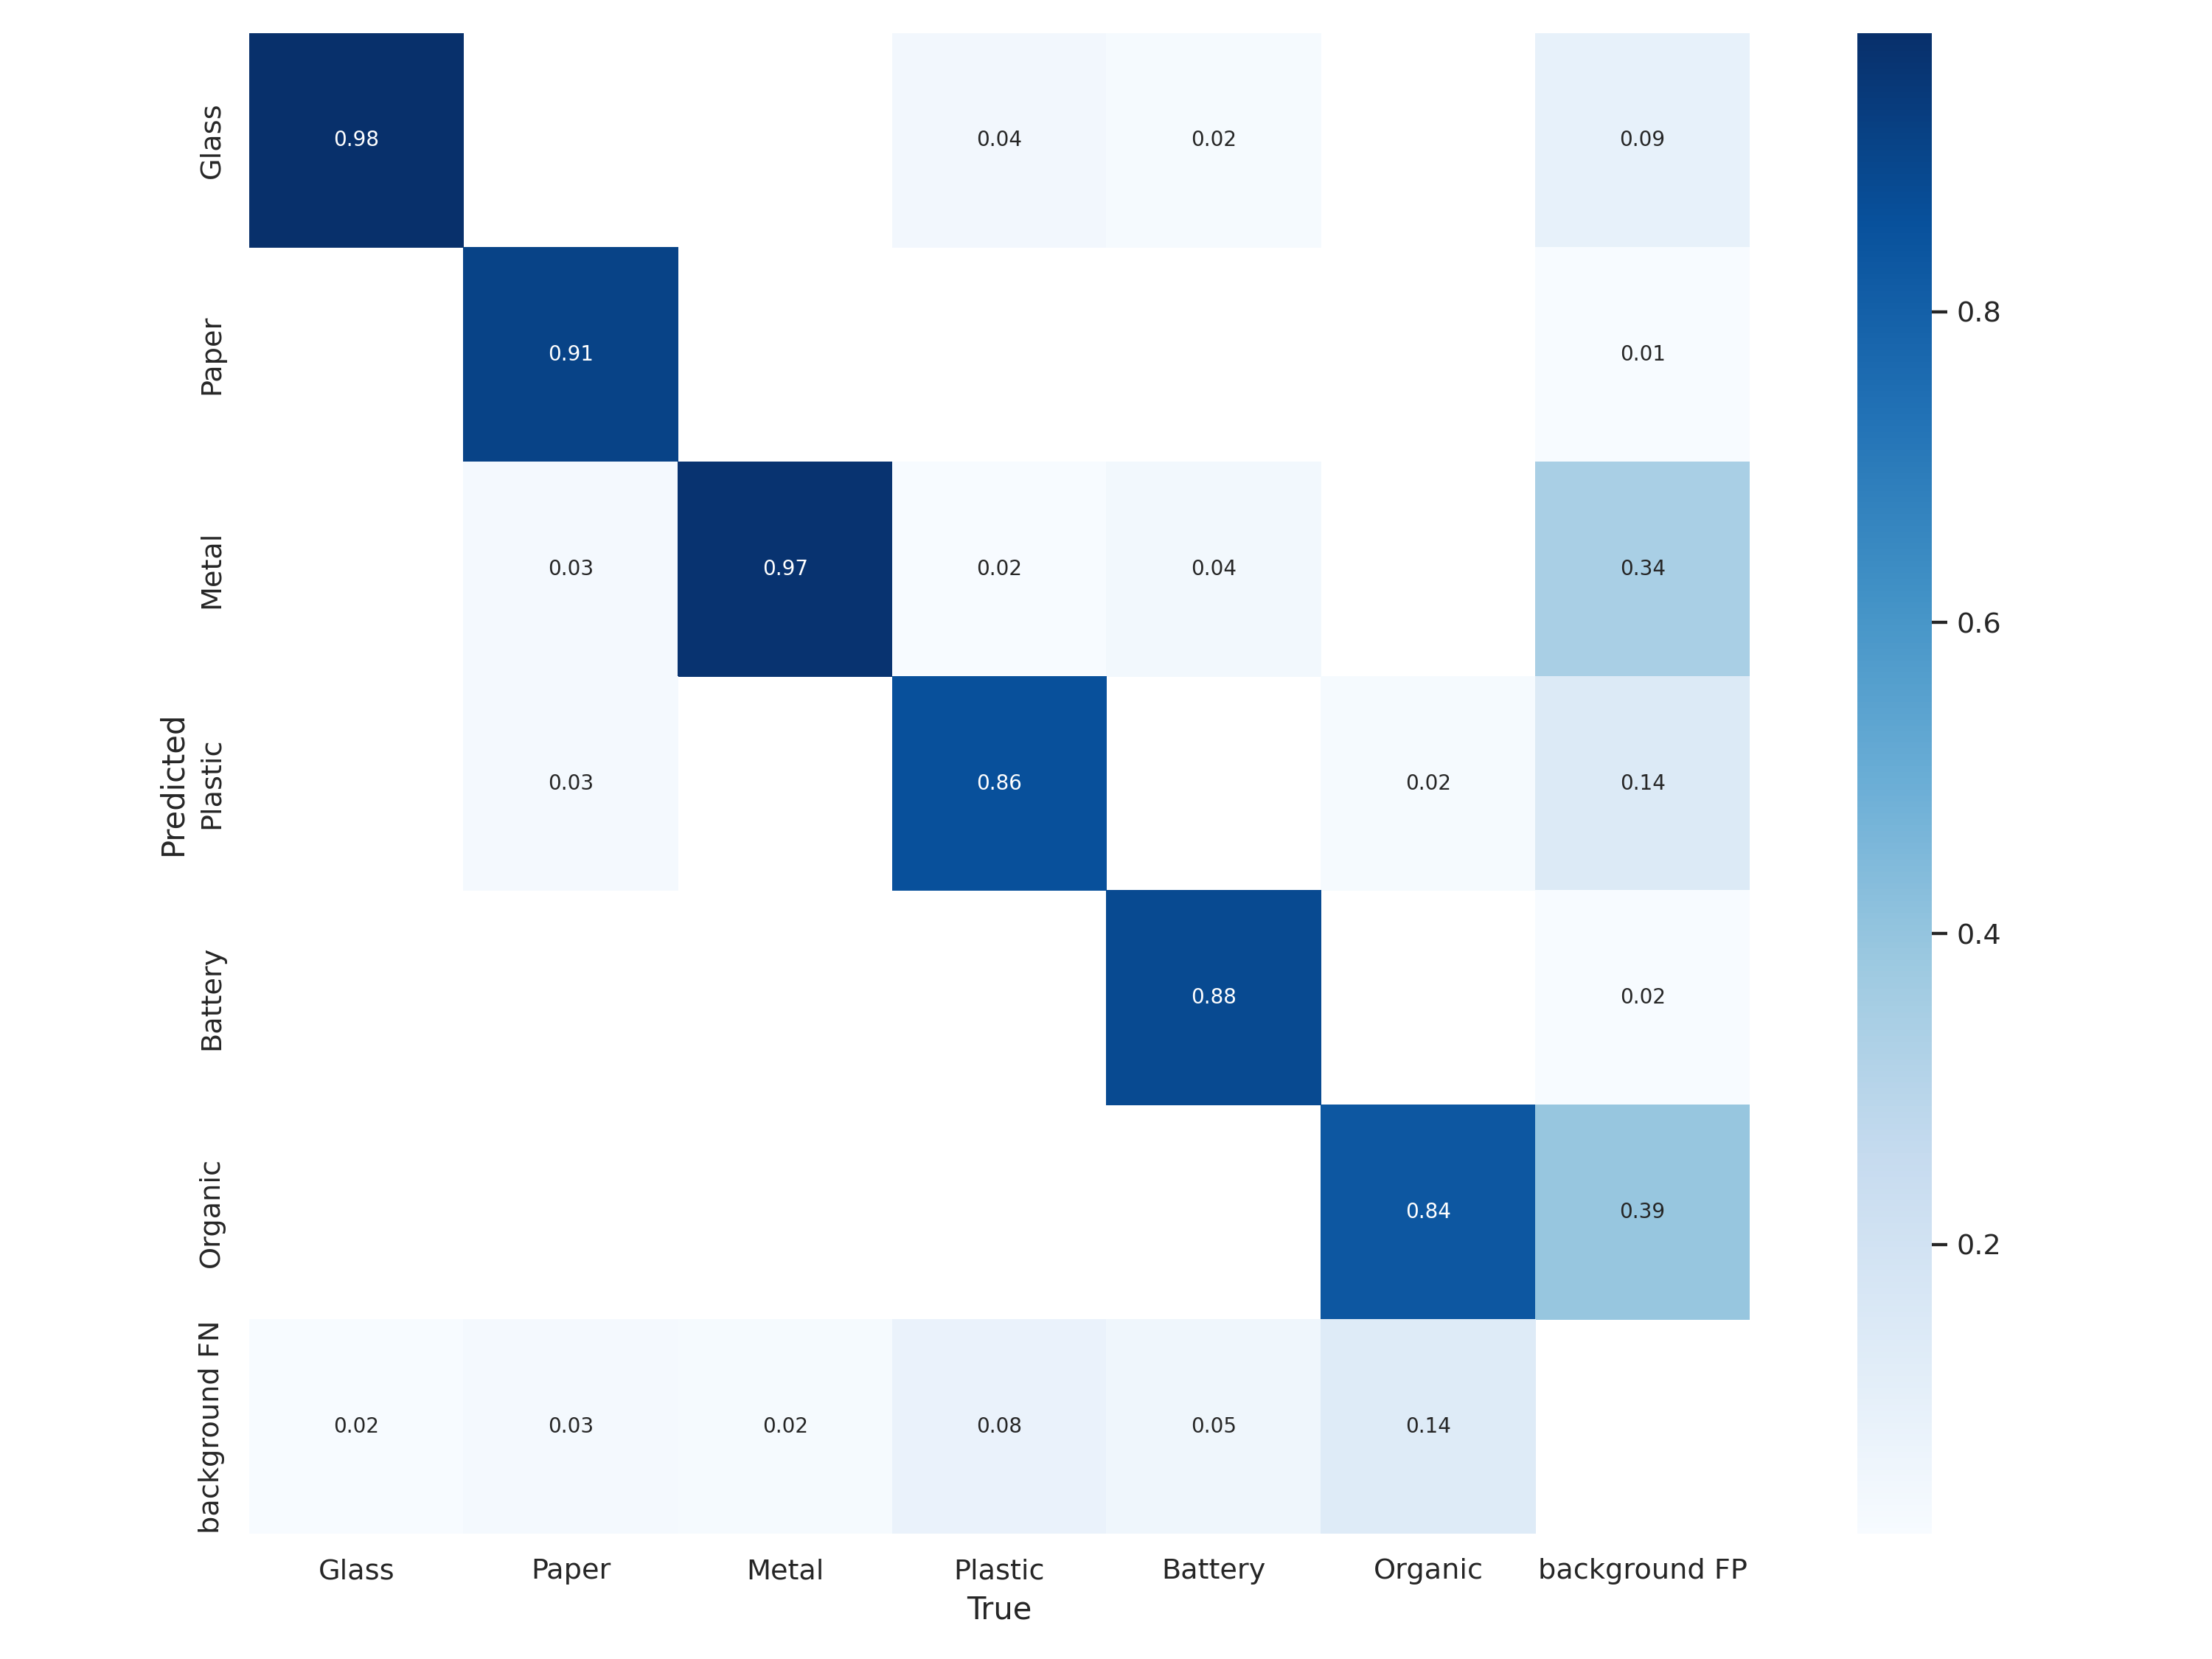 Glass 0.98 0.04 0.02 0.09
Paper 0.91 0.01
0.8
Metal 0.03 0.97 0.02 0.04 0.34
0.6
Predicted
Plastic 0.03 0.86 0.02 0.14
0.4
Battery 0.88 0.02
Organic 0.84 0.39
0.2
background FN 0.02 0.03 0.02 0.08 0.05 0.14
Glass Paper Metal Plastic Battery Organic background FP
True